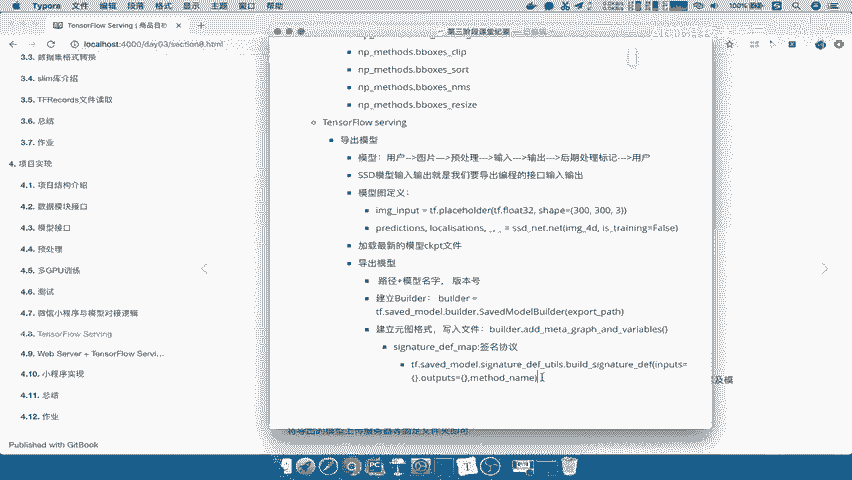 Typora 文件 编辑 段落 格式 显示 主题 窗口 帮助
100%
TensorFlow Serving | 商品目标
localhost:4000/day03/section8.html
第三阶段课堂纪要
3.3. 数据集格式转换
3.4. slim库介绍
3.5. TFRecords文件读取
3.6. 总结
3.7. 作业
4. 项目实现
4.1. 项目结构介绍
4.2. 数据模块接口
4.3. 模型接口
4.4. 预处理
4.5. 多GPU训练
4.6. 测试
4.7. 微信小程序与模型对接逻辑
4.8. TensorFlow Serving
4.9. Web Server + TensorFlow Servi...
4.10. 小程序实现
4.11. 总结
4.12. 作业
Published with GitBook
np_methods.bboxes_clip
np_methods.bboxes_sort
np_methods.bboxes_nms
np_methods.bboxes_resize
TensorFlow serving
导出模型
模型：用户-->图片—>预处理--->输入--->输出--->后期处理标记--->用户
SSD模型输入输出就是我们要导出编程的接口输入输出
模型图定义：
img_input = tf.placeholder(tf.float32, shape=(300, 300, 3))
predictions, localisations, _, _ = ssd_net.net(img_4d, is_training=False)
加载最新的模型ckpt文件
导出模型
路径+模型名字， 版本号
建立Builder： builder =
tf.saved_model.builder.SavedModelBuilder(export_path)
建立元图格式，写入文件：builder.add_meta_graph_and_variables()
signature_def_map:签名协议
tf.saved_model.signature_def_utils.build_signature_def(inputs=
{},outputs={},method_name)
及模